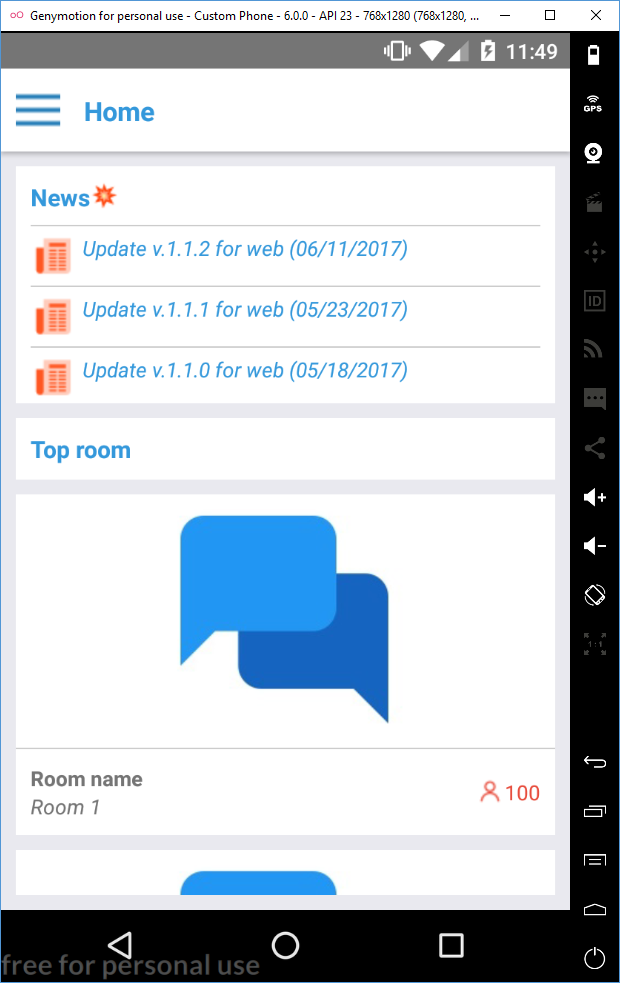 Genymotion for personal use - Custom Phone - 6.0.0 - API 23 - 768x1280 (768x1280, ...
11:49
GPS
Home
News
Update v.1.1.2 for web (06/11/2017)
ID
Update v.1.1.1 for web (05/23/2017)
Update v.1.1.0 for web (05/18/2017)
Top room
1:1
Room name
Room 1
100
free for personal use